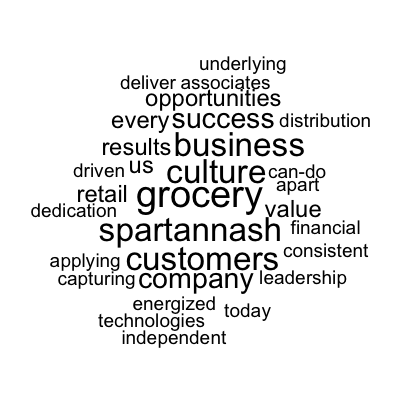 underlying
deliver associates
opportunities
every success distribution
results business
driven us culture can-do
retail grocery apart
dedication value
spartannash financial
applying customers consistent
capturing company leadership
energized today
technologies
independent